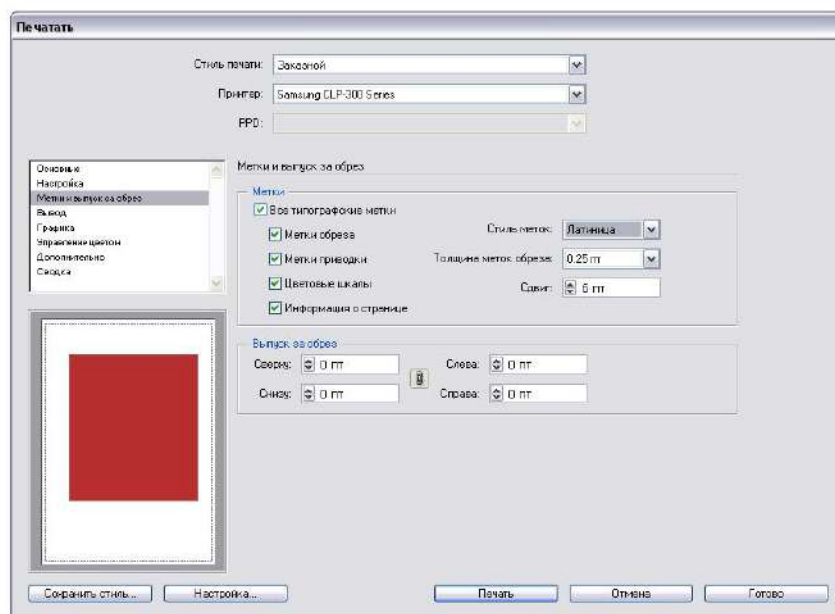 Печатать
Стиль печати: Заказной
Принтер: Samsung CLP-300 Series
PPD:
Основные
Настройка
Метки и выпуск за обрез
Вывод
Графика
Управление цветом
Дополнительно
Сводка
Метки и выпуск за обрез
Метки
Все типографские метки
Метки обреза
Метки приводки
Цветовые шкалы
Информация о странице
Стиль меток: Латиница
Толщина меток обреза: 0.25 пт
Сдвиг: 6 пт
Выпуск за обрез
Сверху: 0 пт Слева: 0 пт
Снизу: 0 пт Справа: 0 пт
Сохранить стиль... Настройка... Печать Отмена Готово